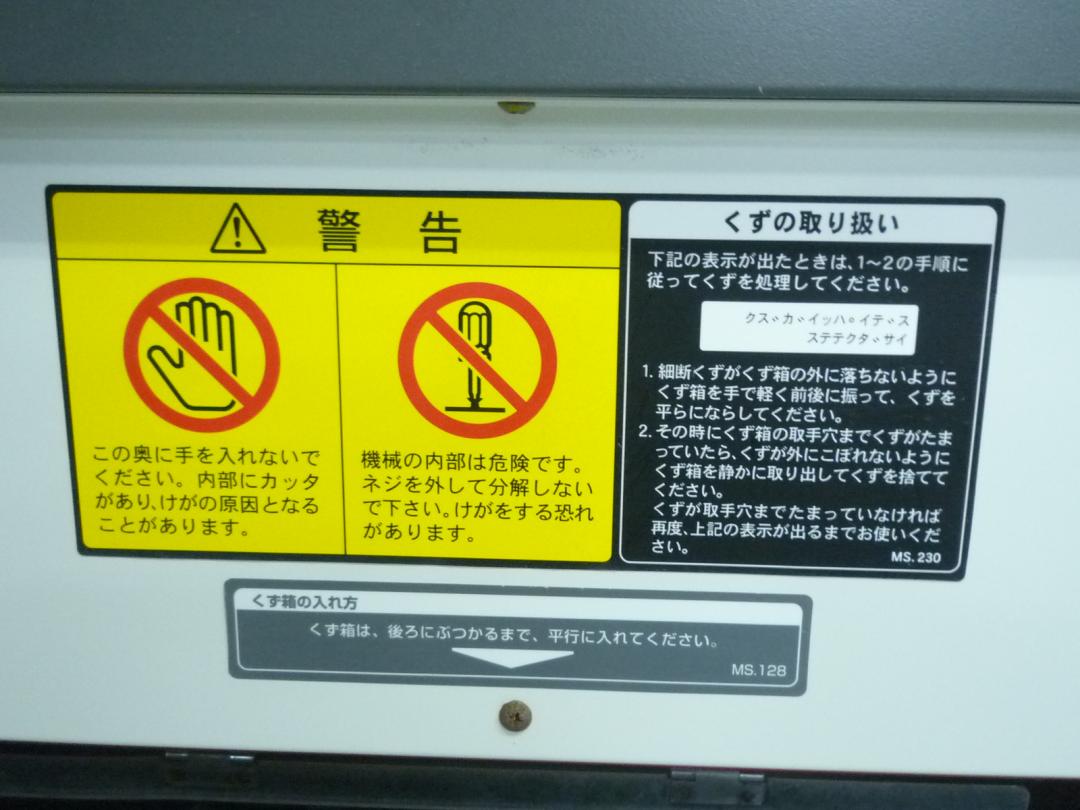 警告
この奥に手を入れないで
ください。内部にカッタ
があり、けがの原因となる
ことがあります。
機械の内部は危険です。
ネジを外して分解しない
で下さい。けがをする恐れ
があります。
くずの取り扱い
下記の表示が出たときは、1〜2の手順に
従ってくずを処理してください。
クス゛カ゛イッハ゜イテ゛ス
ステテクタ゛サイ
1. 細断くずがくず箱の外に落ちないように
くず箱を手で軽く前後に振って、くずを
平らにならしてください。
2. その時にくず箱の取手穴までくずがたま
っていたら、くずが外にこぼれないように
くず箱を静かに取り出してくずを捨てて
ください。
くずが取手穴までたまっていなければ
再度、上記の表示が出るまでお使いくだ
さい。
MS.230
くず箱の入れ方
くず箱は、後ろにぶつかるまで、平行に入れてください。
MS.128